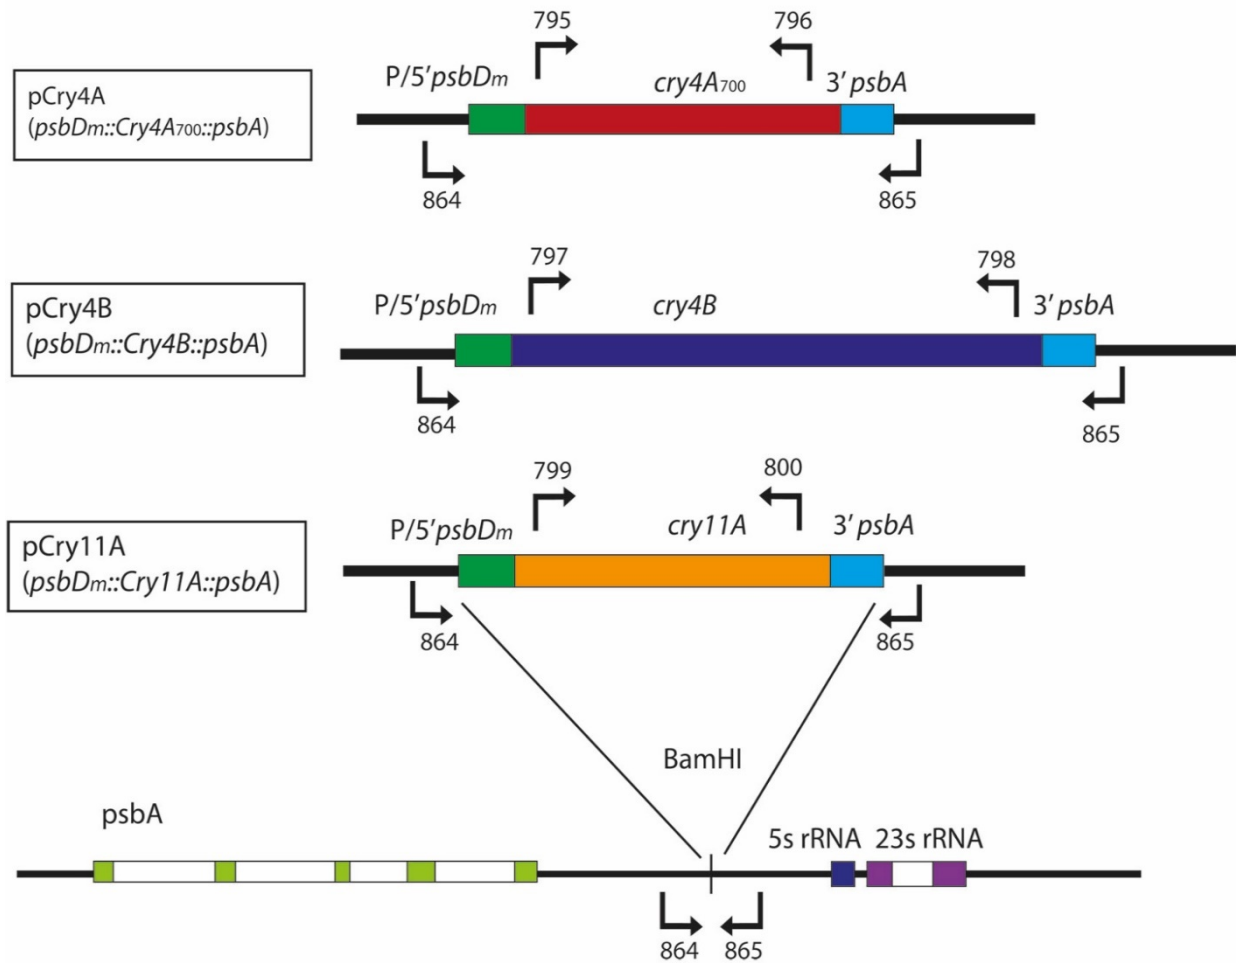 795
796
P/5'psbDm
cry4A700
3' psbA
pCry4A
(psbDm::Cry4A700::psbA)
864
865
797
798
P/5'psbDm
cry4B
3' psbA
pCry4B
(psbDm::Cry4B::psbA)
864
865
799
800
P/5'psbDm
cry11A
3' psbA
pCry11A
(psbDm::Cry11A::psbA)
864
865
BamHI
psbA
5s rRNA
23s rRNA
864
865